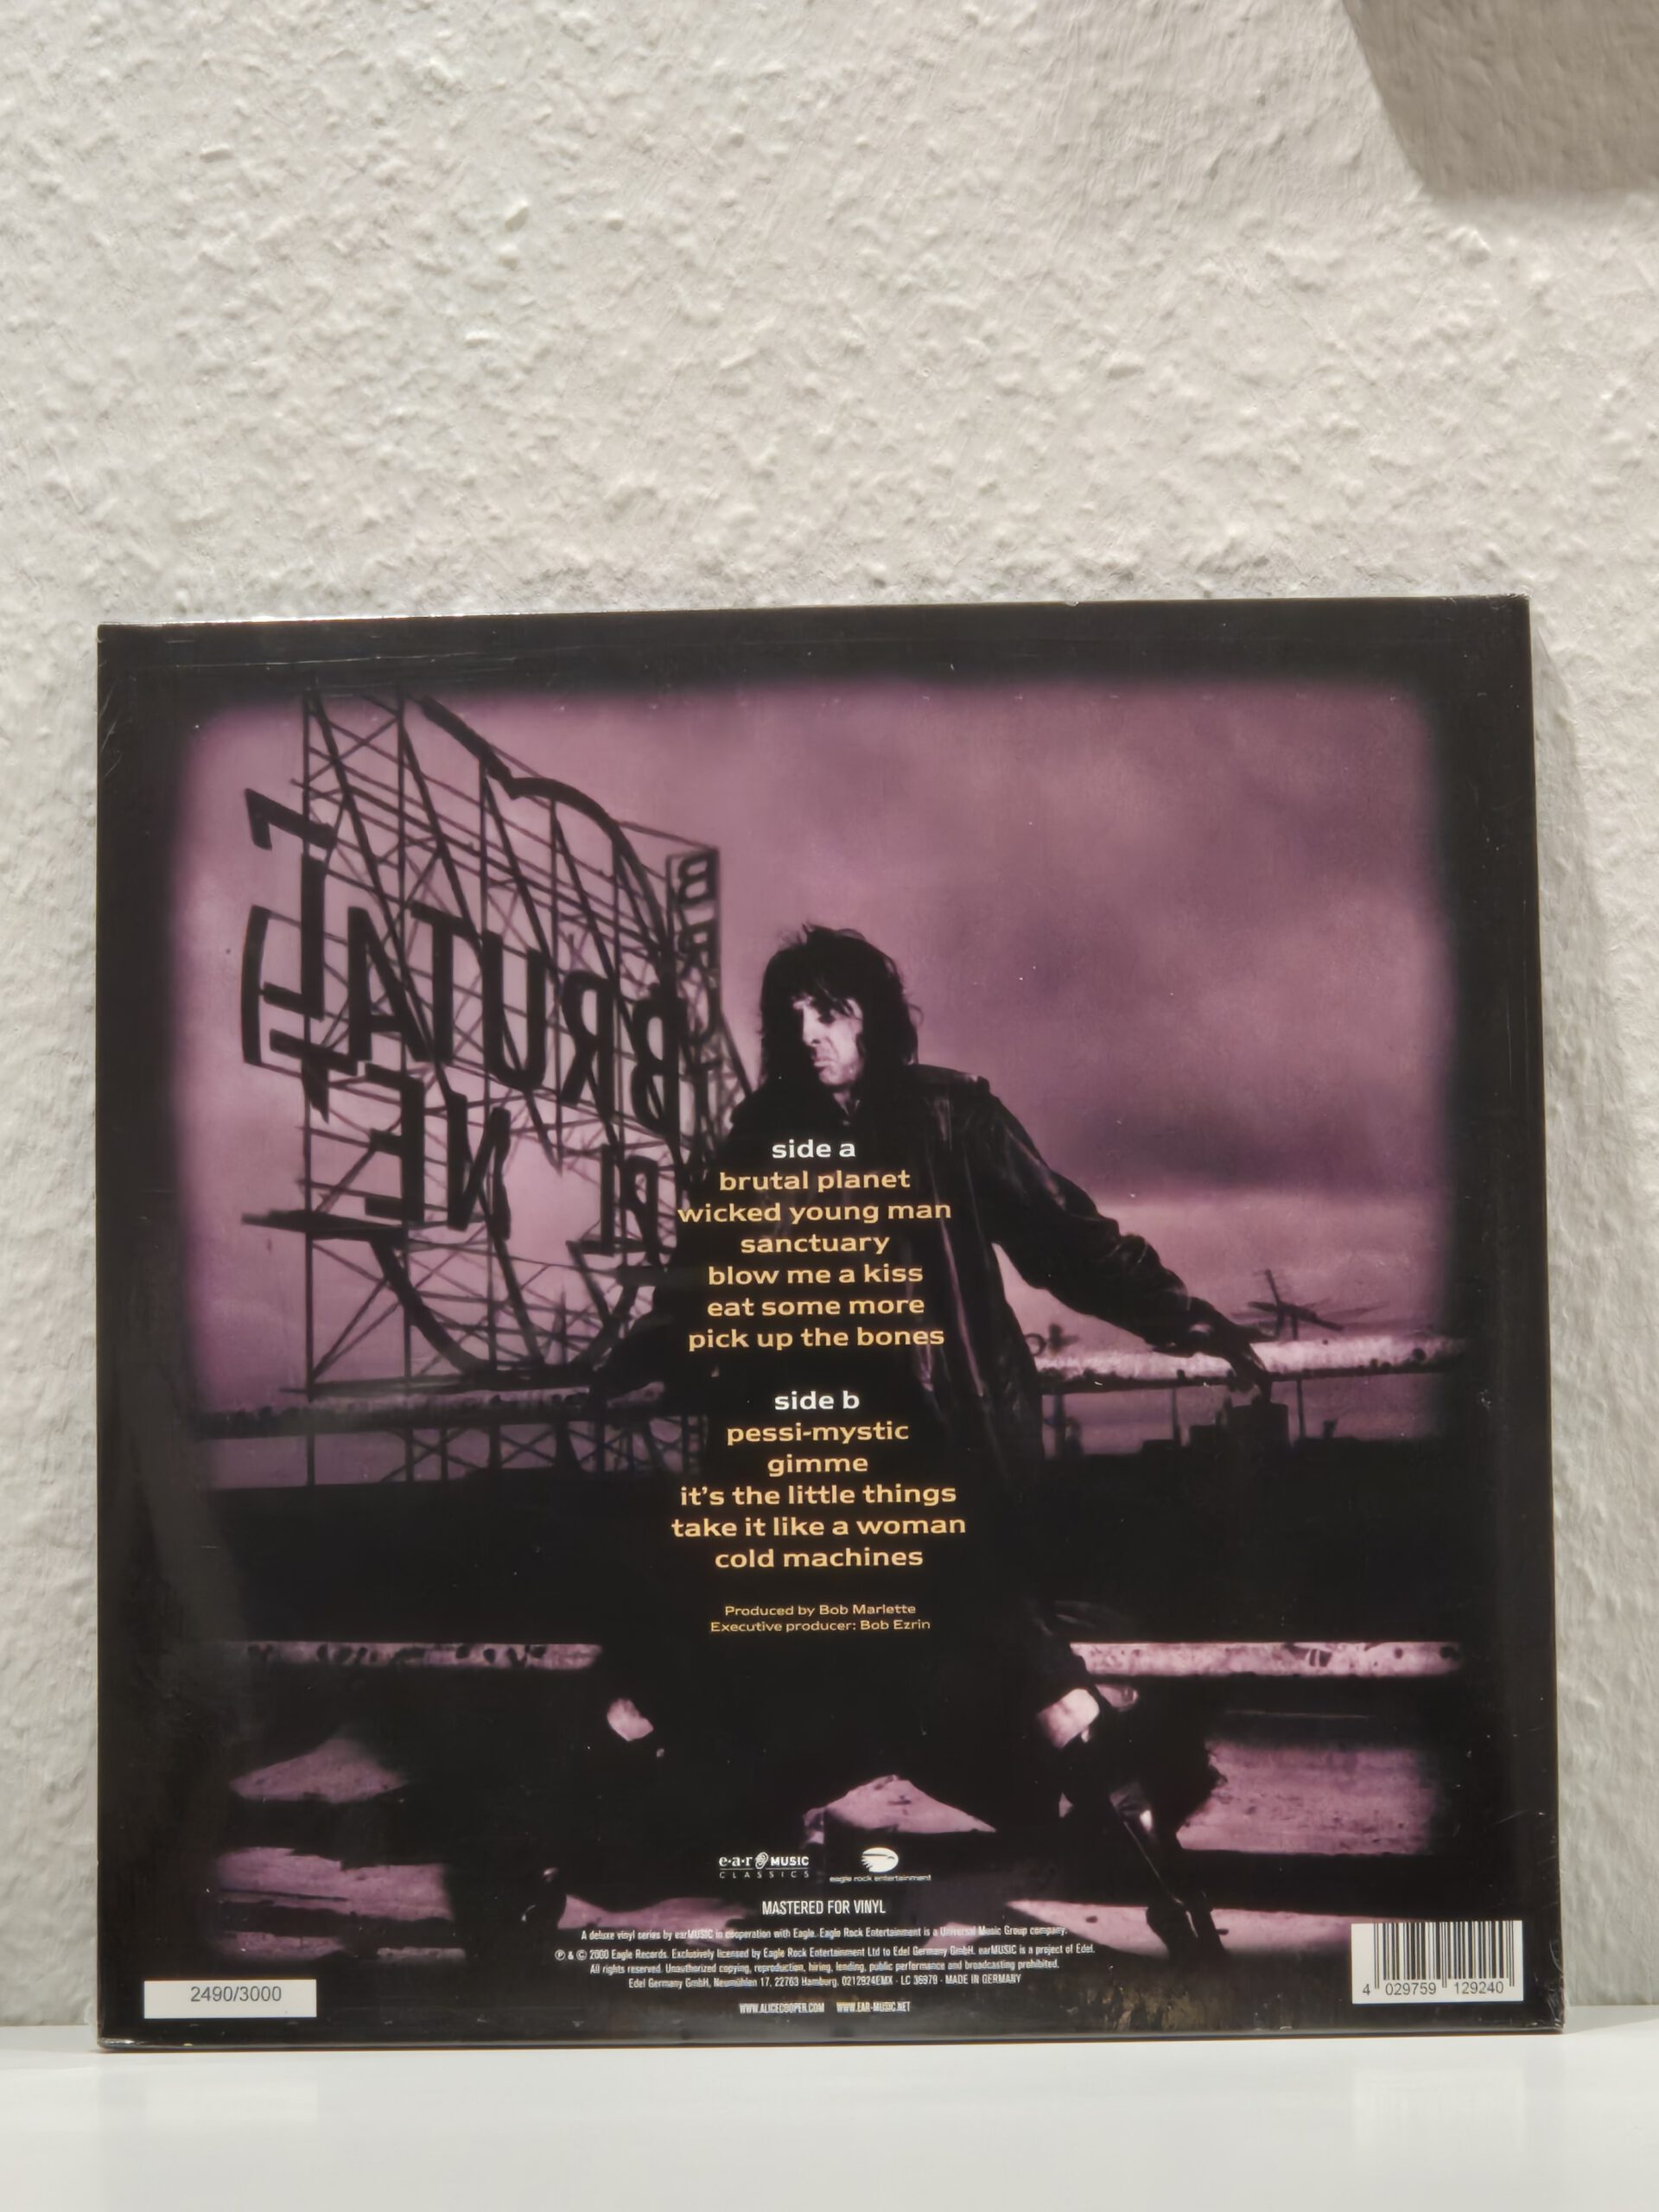 BRUTAL
PLANET
side a
brutal planet
wicked young man
sanctuary
blow me a kiss
eat some more
pick up the bones
side b
pessi-mystic
gimme
it's the little things
take it like a woman
cold machines
Produced by Bob Marlette
Executive producer: Bob Ezrin
e·a·r MUSIC
CLASSICS
eagle rock entertainment
MASTERED FOR VINYL
A deluxe vinyl series by earMUSIC in cooperation with Eagle. Eagle Rock Entertainment is a Universal Music Group company.
℗ & © 2000 Eagle Records. Exclusively licensed by Eagle Rock Entertainment Ltd to Edel Germany GmbH. earMUSIC is a project of Edel.
All rights reserved. Unauthorized copying, reproduction, hiring, lending, public performance and broadcasting prohibited.
Edel Germany GmbH, Neumühlen 17, 22763 Hamburg. 0212924EMX · LC 36979 · MADE IN GERMANY
WWW.ALICECOOPER.COM WWW.EAR-MUSIC.NET
2490/3000
4 029759 129240